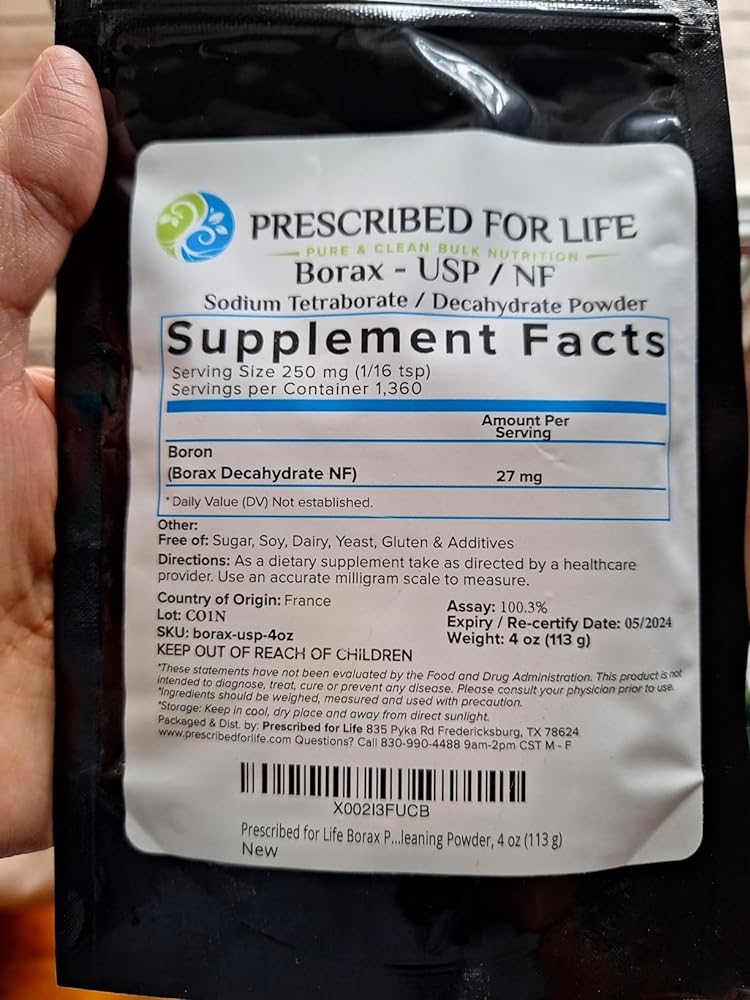 PRESCRIBED FOR LIFE
PURE & CLEAN BULK NUTRITION
Borax - USP / NF
Sodium Tetraborate / Decahydrate Powder
Supplement Facts
Serving Size 250 mg (1/16 tsp)
Servings per Container 1,360
Amount Per
Serving
Boron
(Borax Decahydrate NF) 27 mg
*Daily Value (DV) Not established.
Other:
Free of: Sugar, Soy, Dairy, Yeast, Gluten & Additives
Directions: As a dietary supplement take as directed by a healthcare
provider. Use an accurate milligram scale to measure.
Country of Origin: France
Lot: CO1N
SKU: borax-usp-4oz
Assay: 100.3%
Expiry / Re-certify Date: 05/2024
Weight: 4 oz (113 g)
KEEP OUT OF REACH OF CHILDREN
*These statements have not been evaluated by the Food and Drug Administration. This product is not
intended to diagnose, treat, cure or prevent any disease. Please consult your physician prior to use.
*Ingredients should be weighed, measured and used with precaution.
*Storage: Keep in cool, dry place and away from direct sunlight.
Packaged & Dist. by: Prescribed for Life 835 Pyka Rd Fredericksburg, TX 78624
www.prescribedforlife.com Questions? Call 830-990-4488 9am-2pm CST M - F
X002I3FUCB
Prescribed for Life Borax P...leaning Powder, 4 oz (113 g)
New